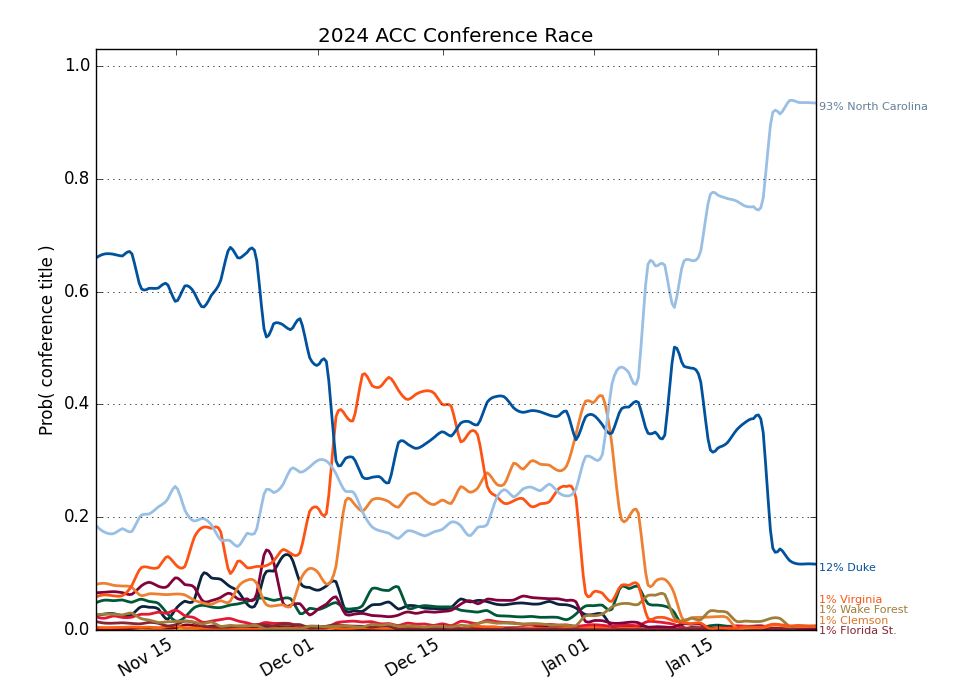 2024 ACC Conference Race
1.0
0.8
0.6
0.4
0.2
0.0
Prob( conference title )
93% North Carolina
12% Duke
1% Virginia
1% Wake Forest
1% Clemson
1% Florida St.
Nov 15
Dec 01
Dec 15
Jan 01
Jan 15